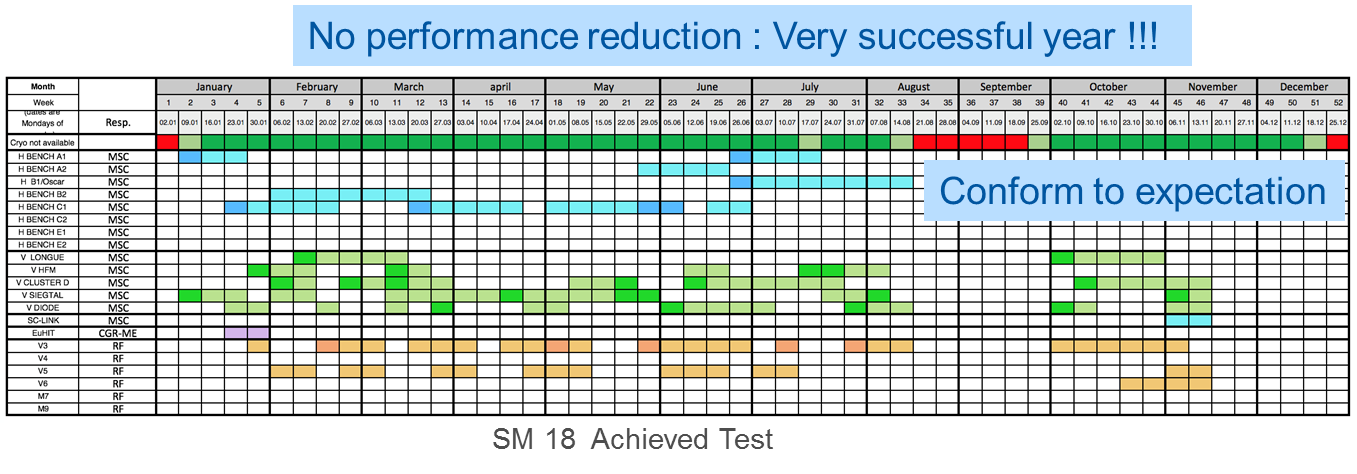 No performance reduction : Very successful year !!!
Month January February March april May June July August September October November December
Week 1 2 3 4 5 6 7 8 9 10 11 12 13 14 15 16 17 18 19 20 21 22 23 24 25 26 27 28 29 30 31 32 33 34 35 36 37 38 39 40 41 42 43 44 45 46 47 48 49 50 51 52
(dates are
Mondays of Resp. 02.01 09.01 16.01 23.01 30.01 06.02 13.02 20.02 27.02 06.03 13.03 20.03 27.03 03.04 10.04 17.04 24.04 01.05 08.05 15.05 22.05 29.05 05.06 12.06 19.06 26.06 03.07 10.07 17.07 24.07 31.07 07.08 14.08 21.08 28.08 04.09 11.09 18.09 25.09 02.10 09.10 16.10 23.10 30.10 06.11 13.11 20.11 27.11 04.12 11.12 18.12 25.12
Cryo not available
H BENCH A1 MSC
H BENCH A2 MSC
H B1/Oscar MSC
H BENCH B2 MSC
H BENCH C1 MSC
H BENCH C2 MSC
H BENCH E1 MSC
H BENCH E2 MSC
Conform to expectation
V LONGUE MSC
V HFM MSC
V CLUSTER D MSC
V SIEGTAL MSC
V DIODE MSC
SC-LINK MSC
EuHIT CGR-ME
V3 RF
V4 RF
V5 RF
V6 RF
M7 RF
M9 RF
SM 18 Achieved Test